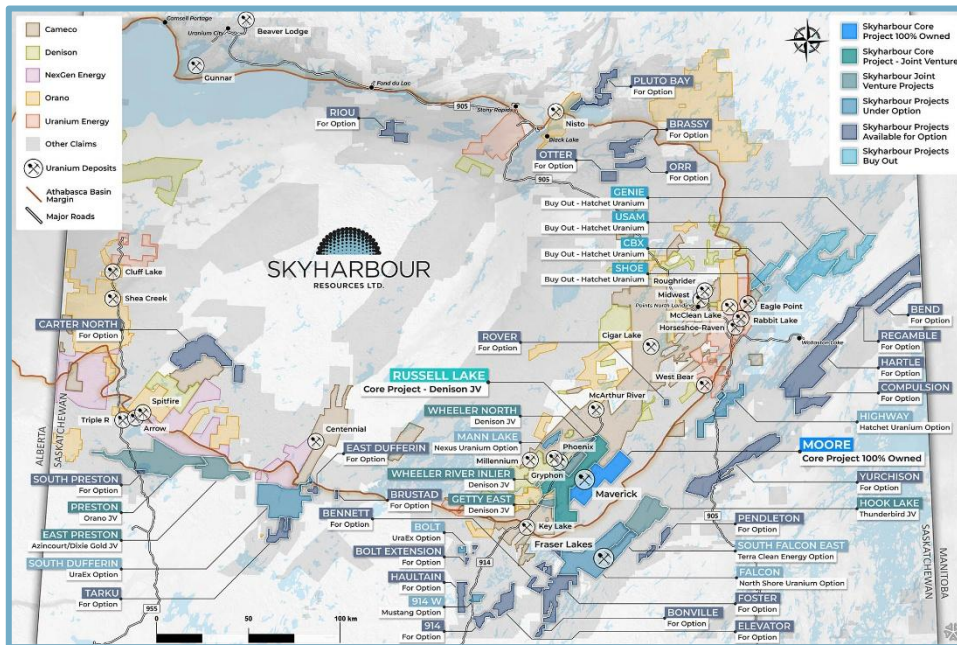 Cameco
Denison
NexGen Energy
Orano
Uranium Energy
Other Claims
Uranium Deposits
Athabasca Basin
Margin
Major Roads
Skyharbour Core
Project 100% Owned
Skyharbour Core
Project - Joint Venture
Skyharbour Joint
Venture Projects
Skyharbour Projects
Under Option
Skyharbour Projects
Available for Option
Skyharbour Projects
Buy Out
Camsell Portage
Uranium City
Beaver Lodge
Gunnar
Fond du Lac
905
Stony Rapids
Nisto
Black Lake
905
RIOU
For Option
PLUTO BAY
For Option
BRASSY
For Option
OTTER
For Option
ORR
For Option
GENIE
Buy Out - Hatchet Uranium
USAM
Buy Out - Hatchet Uranium
CBX
Buy Out - Hatchet Uranium
SHOE
Buy Out - Hatchet Uranium
SKYHARBOUR
RESOURCES LTD.
Cluff Lake
Shea Creek
CARTER NORTH
For Option
Roughrider
Midwest
Points North Landing
McClean Lake
Horseshoe-Raven
Eagle Point
Rabbit Lake
Cigar Lake
West Bear
Wollaston Lake
BEND
For Option
REGAMBLE
For Option
HARTLE
For Option
COMPULSION
For Option
HIGHWAY
Hatchet Uranium Option
ROVER
For Option
RUSSELL LAKE
Core Project - Denison JV
McArthur River
WHEELER NORTH
Denison JV
MANN LAKE
Nexus Uranium Option
Phoenix
Millennium
Gryphon
WHEELER RIVER INLIER
Denison JV
GETTY EAST
Denison JV
MOORE
Core Project 100% Owned
Maverick
YURCHISON
For Option
HOOK LAKE
Thunderbird JV
Spitfire
Triple R
Arrow
Centennial
EAST DUFFERIN
For Option
BRUSTAD
For Option
BENNETT
For Option
Key Lake
Fraser Lakes
ALBERTA
SASKATCHEWAN
SOUTH PRESTON
For Option
PRESTON
Orano JV
EAST PRESTON
Azincourt/Dixie Gold JV
SOUTH DUFFERIN
UraEx Option
TARKU
For Option
955
BOLT
UraEx Option
BOLT EXTENSION
For Option
HAULTAIN
For Option
914 W
Mustang Option
914
For Option
914
905
PENDLETON
For Option
SOUTH FALCON EAST
Terra Clean Energy Option
FALCON
North Shore Uranium Option
FOSTER
For Option
BONVILLE
For Option
ELEVATOR
For Option
SASKATCHEWAN
MANITOBA
0 50 100 km